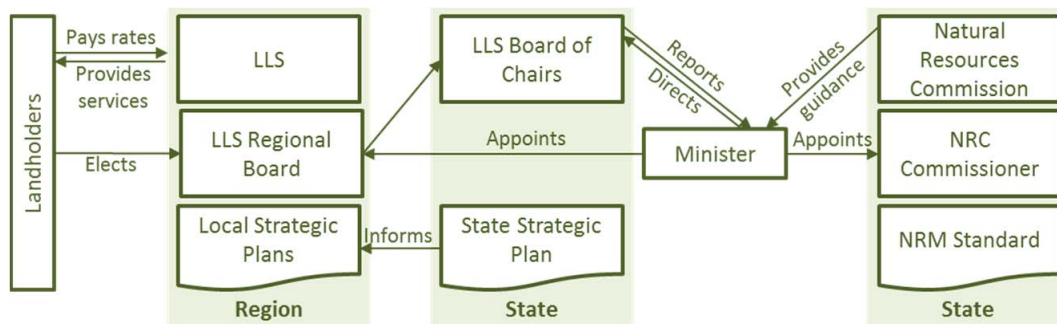 Landholders
Pays rates
Provides
services
Elects
LLS
LLS Regional
Board
Local Strategic
Plans
Region
Informs
LLS Board of
Chairs
Appoints
State Strategic
Plan
State
Reports
Directs
Minister
Provides
guidance
Appoints
Natural
Resources
Commission
NRC
Commissioner
NRM Standard
State